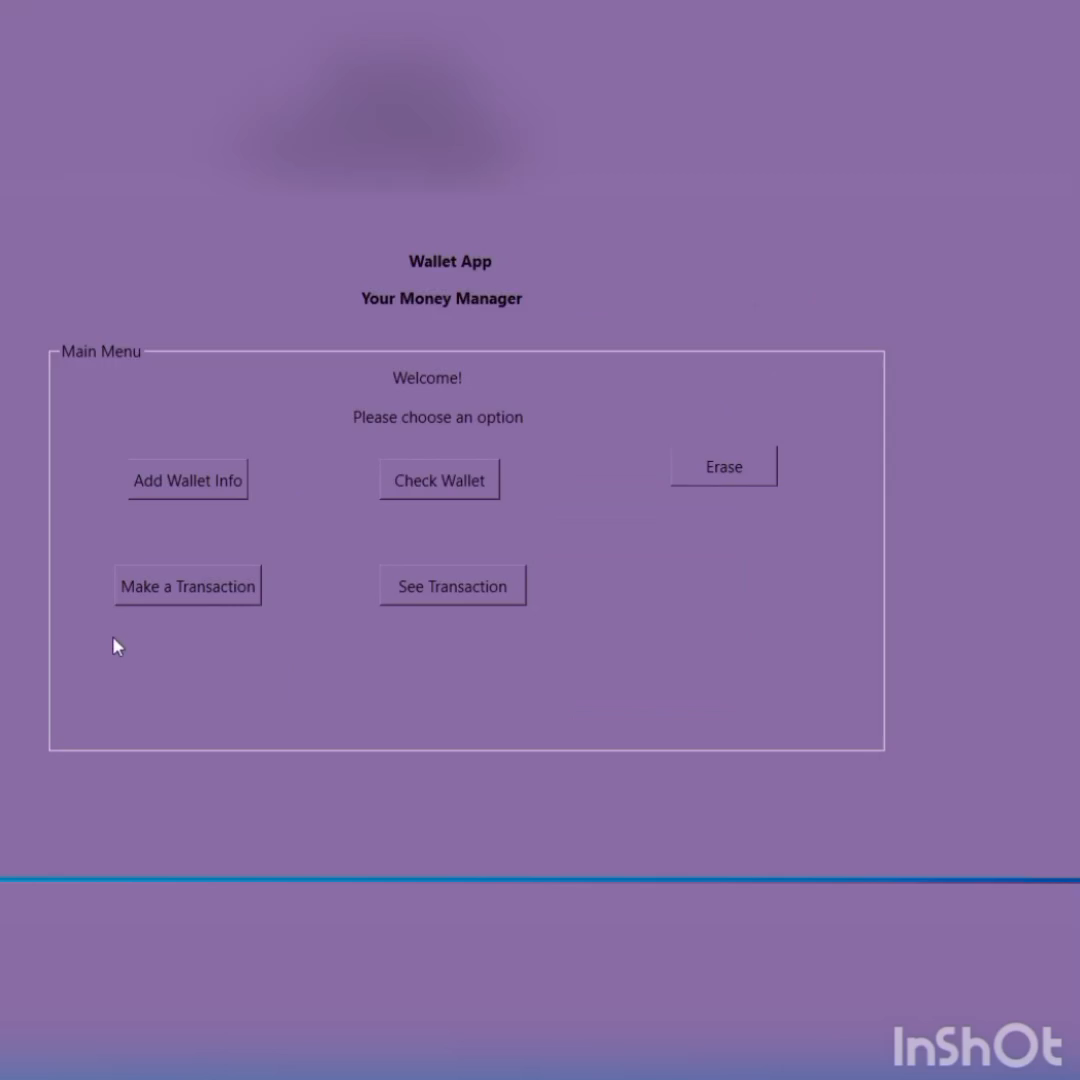 Wallet App
Your Money Manager
Main Menu
Welcome!
Please choose an option
Add Wallet Info
Check Wallet
Erase
Make a Transaction
See Transaction
InShOt